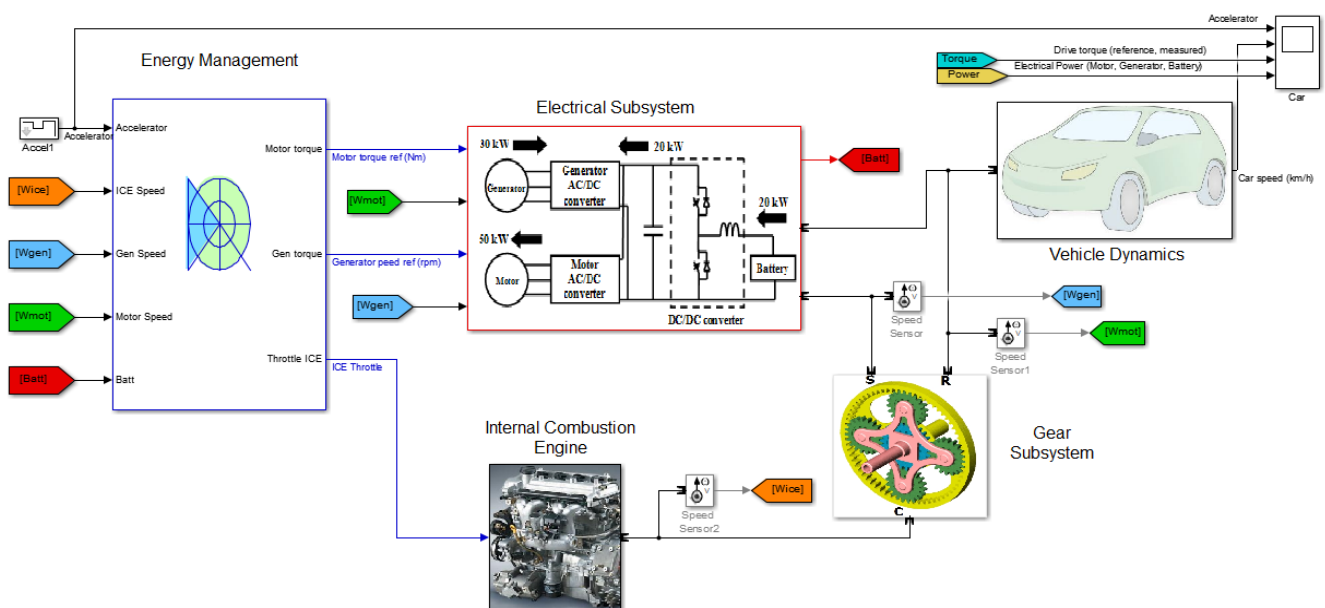 Accelerator
Energy Management
Torque
Drive torque (reference, measured)
Power
Electrical Power (Motor, Generator, Battery)
Car
Electrical Subsystem
Accel1
Accelerator
Accelerator
Motor torque
Motor torque ref (Nm)
30 kW
20 kW
Generator
Generator
AC/DC
converter
[Batt]
[Wice]
ICE Speed
[Wmot]
20 kW
Car speed (km/h)
[Wgen]
Gen Speed
Gen torque
Generator peed ref (rpm)
50 kW
Motor
Motor
AC/DC
converter
Battery
Vehicle Dynamics
[Wgen]
DC/DC converter
Speed
Sensor
[Wgen]
[Wmot]
Motor Speed
Speed
Sensor1
[Wmot]
Throttle ICE
ICE Throttle
[Batt]
Batt
S
R
Internal Combustion
Engine
Gear
Subsystem
v
v
v
Speed
Sensor2
[Wice]
C